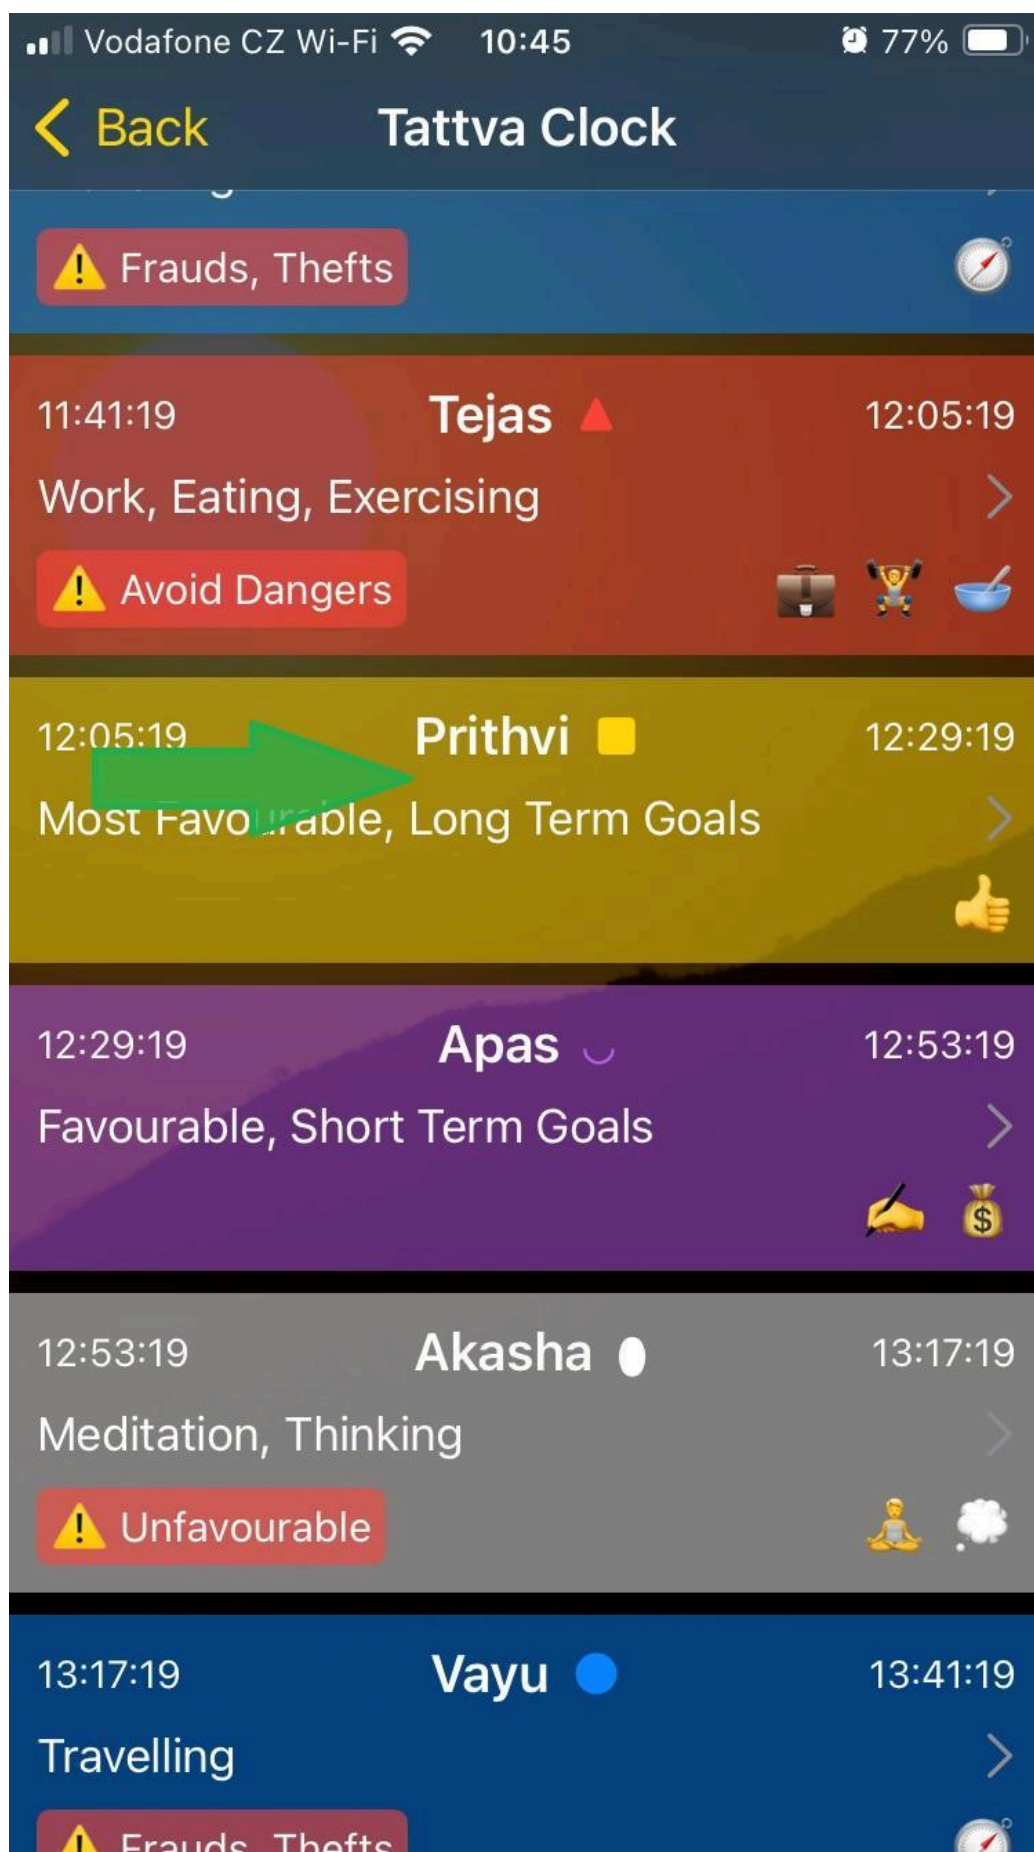 Vodafone CZ Wi-Fi 10:45 77%
Back Tattva Clock
Frauds, Thefts
11:41:19 Tejas 12:05:19
Work, Eating, Exercising
Avoid Dangers
12:05:19 Prithvi 12:29:19
Most Favourable, Long Term Goals
12:29:19 Apas 12:53:19
Favourable, Short Term Goals
12:53:19 Akasha 13:17:19
Meditation, Thinking
Unfavourable
13:17:19 Vayu 13:41:19
Travelling
Frauds, Thefts